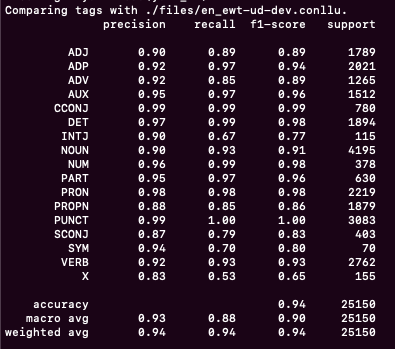 Comparing tags with ./files/en_ewt-ud-dev.conllu.
precision recall f1-score support
ADJ 0.90 0.89 0.89 1789
ADP 0.92 0.97 0.94 2021
ADV 0.92 0.85 0.89 1265
AUX 0.95 0.97 0.96 1512
CCONJ 0.99 0.99 0.99 780
DET 0.97 0.99 0.98 1894
INTJ 0.90 0.67 0.77 115
NOUN 0.90 0.93 0.91 4195
NUM 0.96 0.99 0.98 378
PART 0.95 0.97 0.96 630
PRON 0.98 0.98 0.98 2219
PROPN 0.88 0.85 0.86 1879
PUNCT 0.99 1.00 1.00 3083
SCONJ 0.87 0.79 0.83 403
SYM 0.94 0.70 0.80 70
VERB 0.92 0.93 0.93 2762
X 0.83 0.53 0.65 155
accuracy 0.94 25150
macro avg 0.93 0.88 0.90 25150
weighted avg 0.94 0.94 0.94 25150